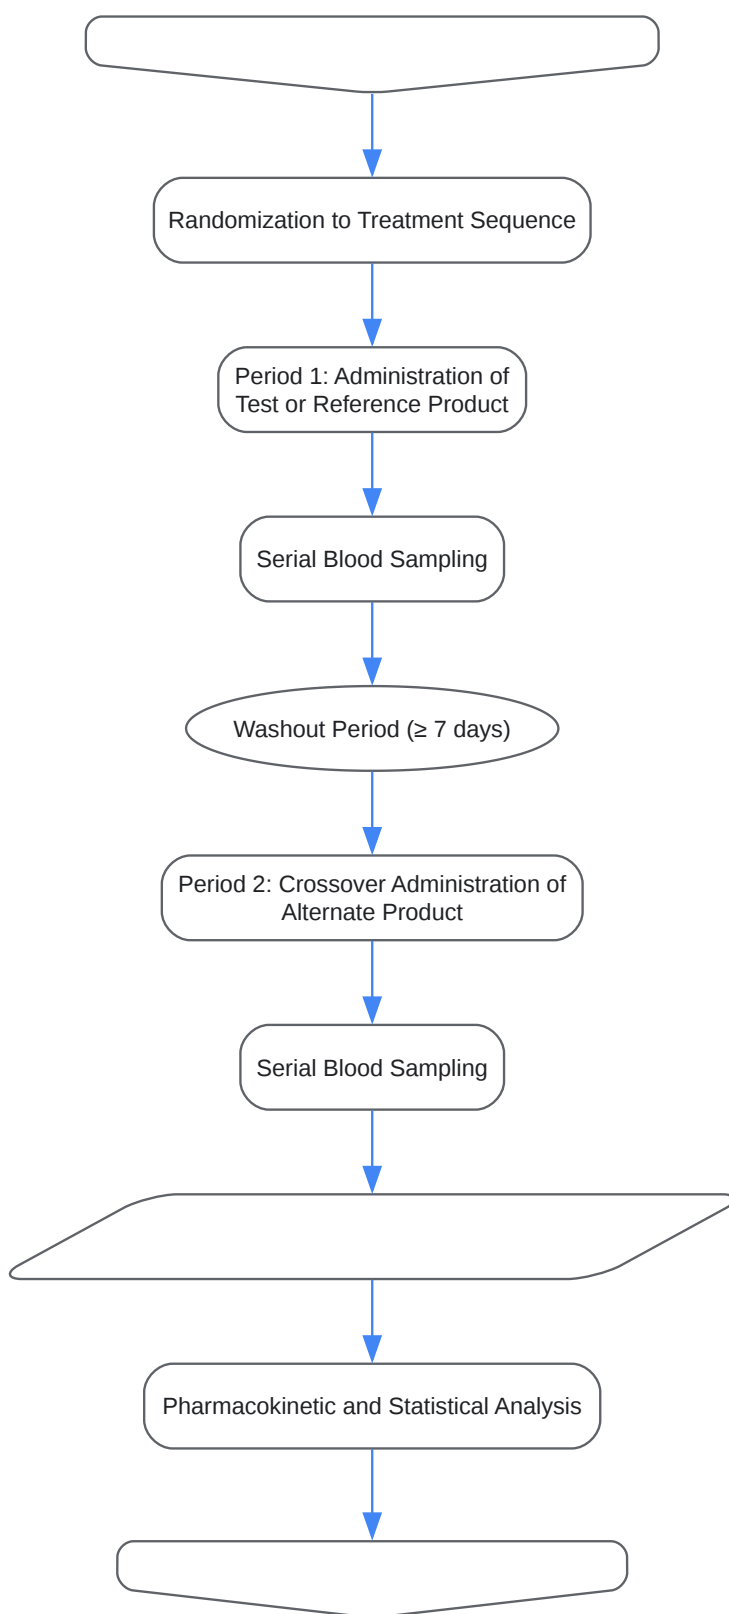 Randomization to Treatment Sequence
Period 1: Administration of
Test or Reference Product
Serial Blood Sampling
Washout Period (≥ 7 days)
Period 2: Crossover Administration of
Alternate Product
Serial Blood Sampling
Pharmacokinetic and Statistical Analysis